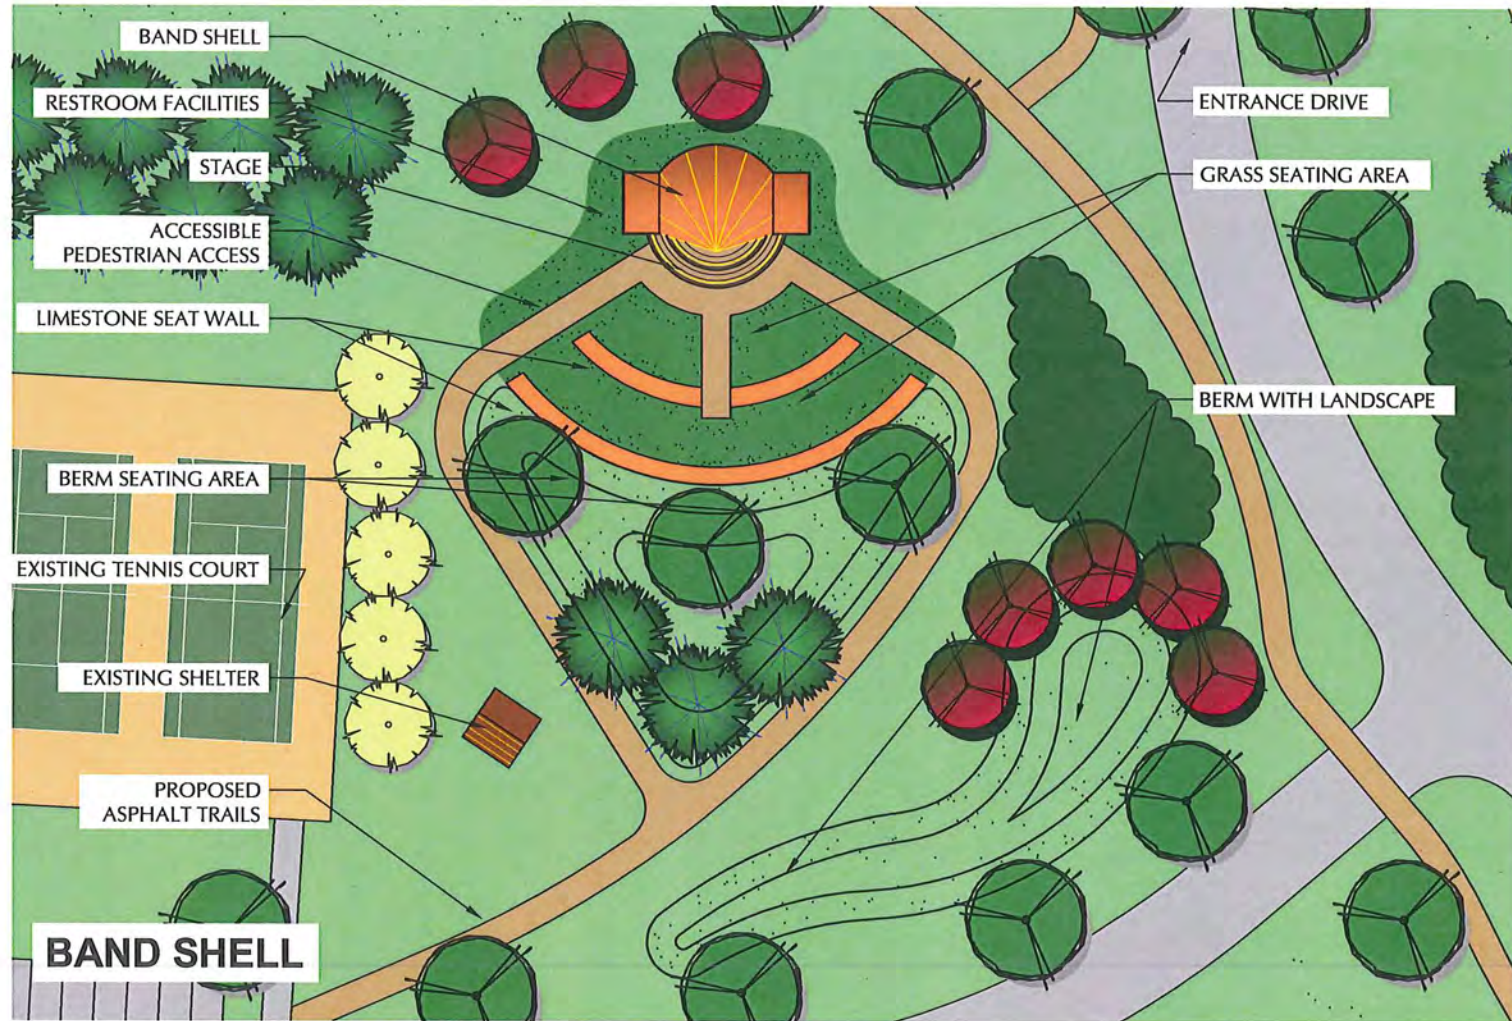 BAND SHELL
RESTROOM FACILITIES
STAGE
ACCESSIBLE
PEDESTRIAN ACCESS
LIMESTONE SEAT WALL
BERM SEATING AREA
EXISTING TENNIS COURT
EXISTING SHELTER
PROPOSED
ASPHALT TRAILS
ENTRANCE DRIVE
GRASS SEATING AREA
BERM WITH LANDSCAPE
BAND SHELL